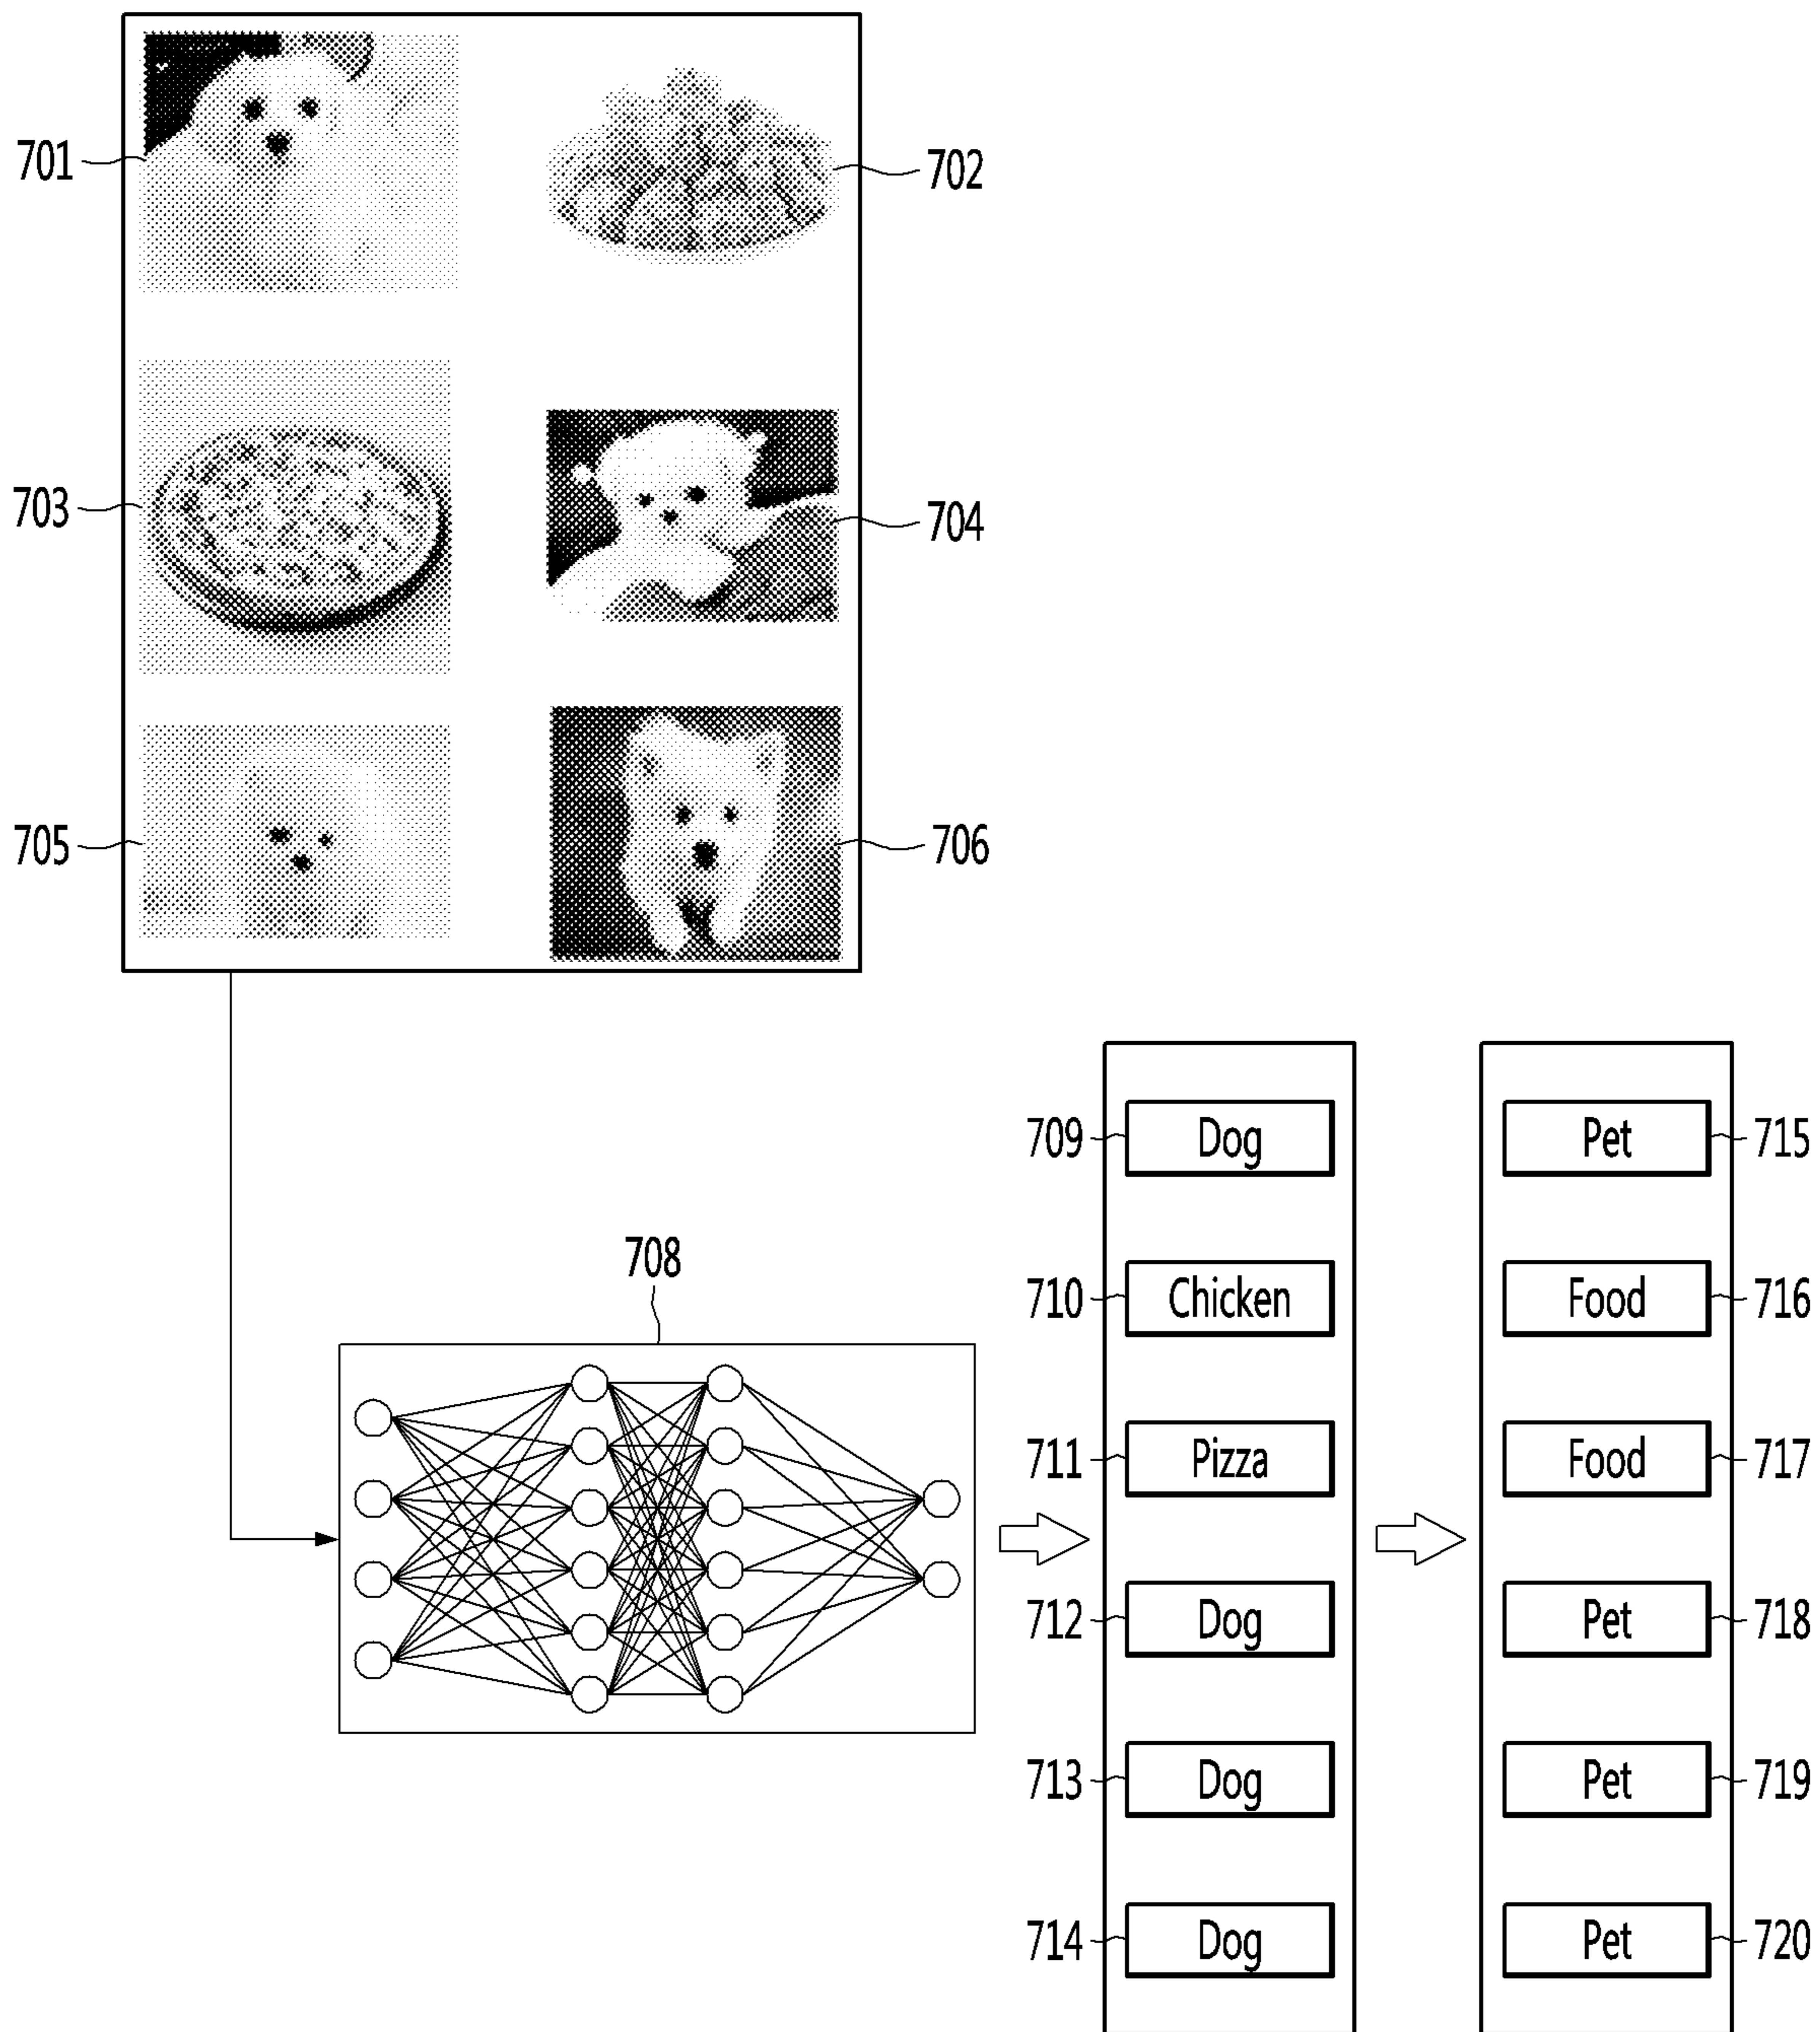 701
702
703
704
705
706
708
709 Dog Pet 715
710 Chicken Food 716
711 Pizza Food 717
712 Dog Pet 718
713 Dog Pet 719
714 Dog Pet 720